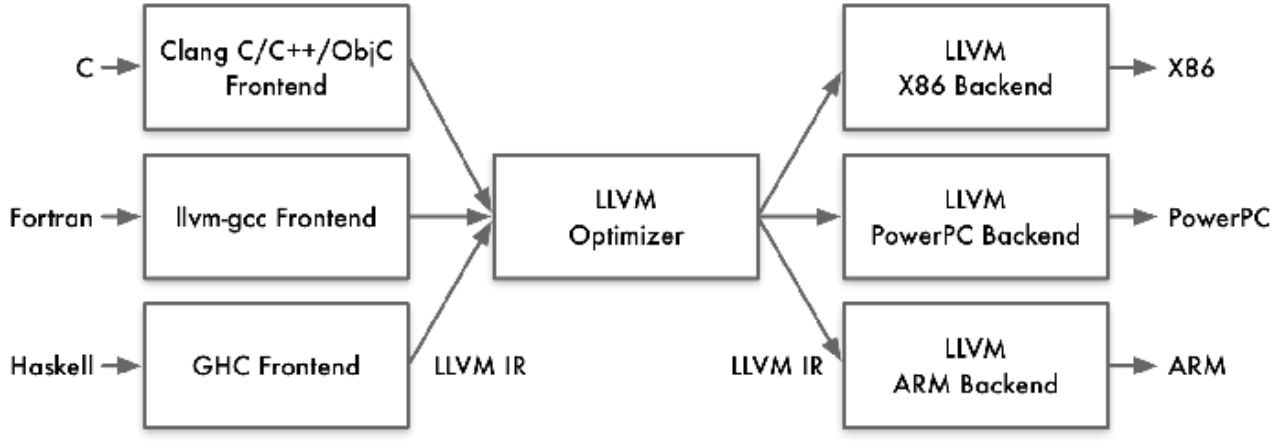 C
Clang C/C++/ObjC
Frontend
LLVM
X86 Backend
X86
Fortran
llvm-gcc Frontend
LLVM
Optimizer
LLVM
PowerPC Backend
PowerPC
Haskell
GHC Frontend
LLVM IR
LLVM IR
LLVM
ARM Backend
ARM